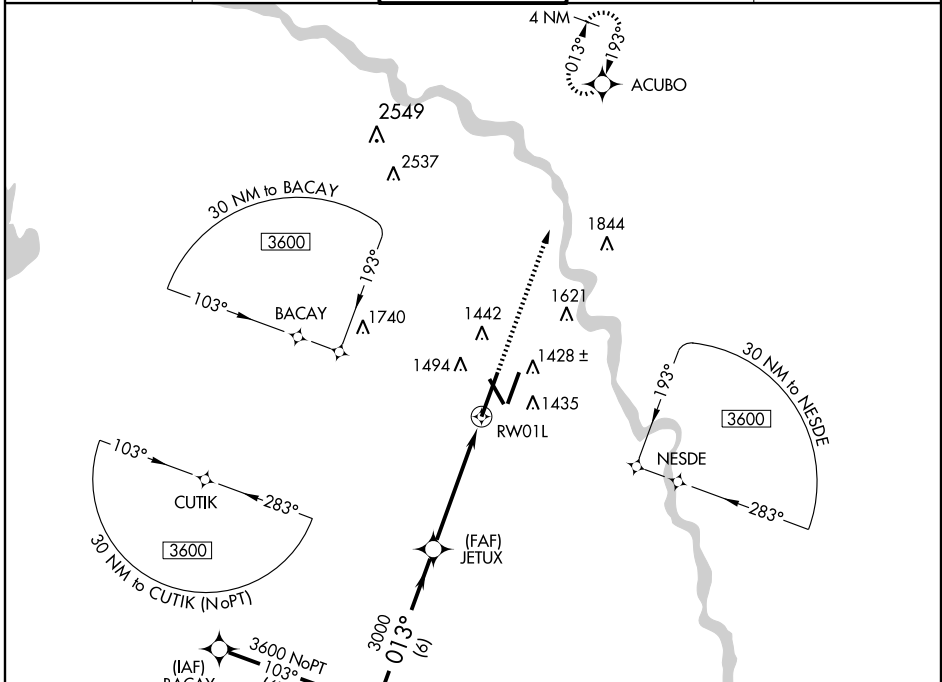 4 NM
013°
193°
ACUBO
2549
2537
30 NM to BACAY
3600
1844
193°
103°
BACAY
1740
1442
1621
1494
1428 ±
1435
RW01L
193°
30 NM to NESDE
3600
NESDE
283°
103°
CUTIK
283°
3600
30 NM to CUTIK (NoPT)
(FAF)
JETUX
3000
013°
(6)
(IAF)
3600 NoPT
103°